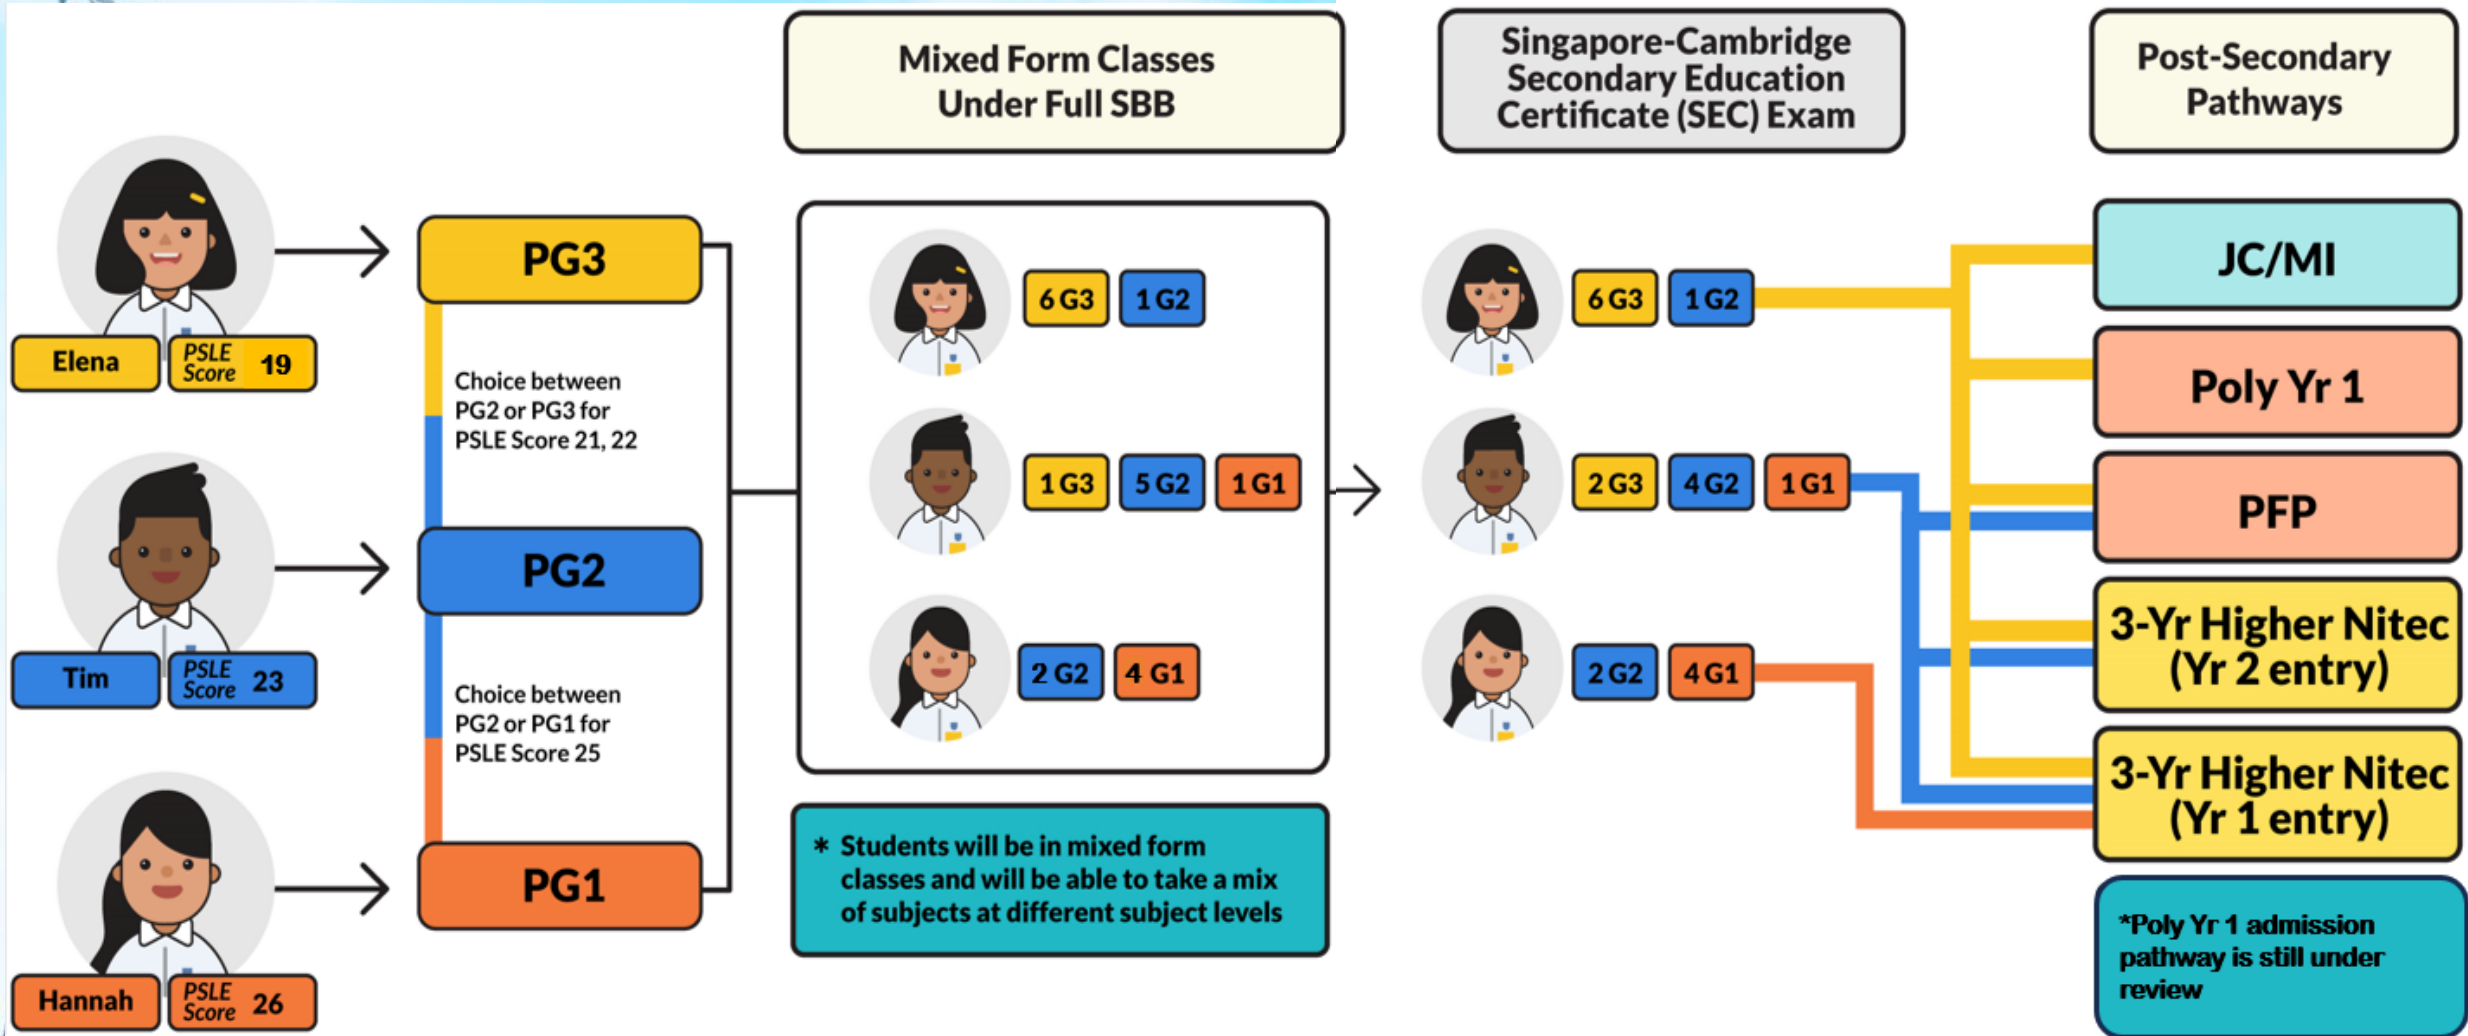 Mixed Form Classes
Under Full SBB
Singapore-Cambridge
Secondary Education
Certificate (SEC) Exam
Post-Secondary
Pathways
Elena
PSLE
Score 19
PG3
Choice between
PG2 or PG3 for
PSLE Score 21, 22
Tim
PSLE
Score 23
PG2
Choice between
PG2 or PG1 for
PSLE Score 25
Hannah
PSLE
Score 26
PG1
6 G3 1 G2
1 G3 5 G2 1 G1
2 G2 4 G1
* Students will be in mixed form
classes and will be able to take a mix
of subjects at different subject levels
6 G3 1 G2
2 G3 4 G2 1 G1
2 G2 4 G1
JC/MI
Poly Yr 1
PFP
3-Yr Higher Nitec
(Yr 2 entry)
3-Yr Higher Nitec
(Yr 1 entry)
*Poly Yr 1 admission
pathway is still under
review